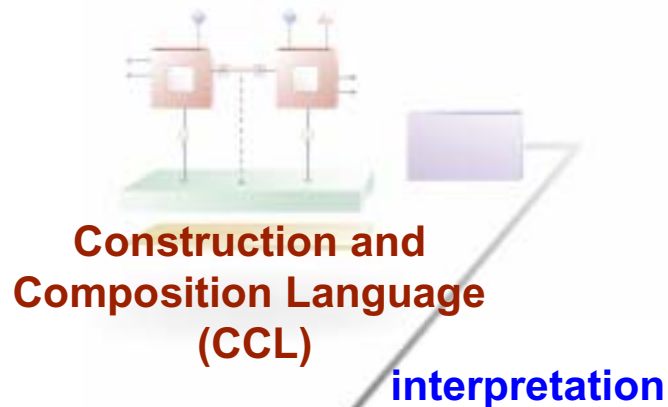 Construction and
Composition Language
(CCL)
interpretation